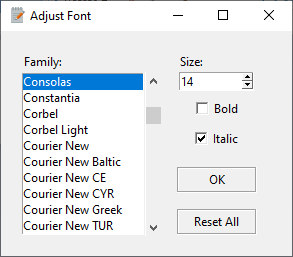 Adjust Font
Family:
Consolas
Constantia
Corbel
Corbel Light
Courier New
Courier New Baltic
Courier New CE
Courier New CYR
Courier New Greek
Courier New TUR
Size:
14
Bold
Italic
OK
Reset All